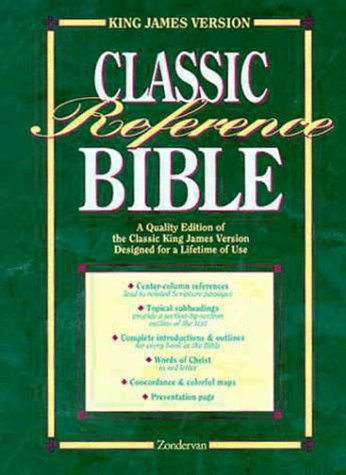 KING JAMES VERSION
CLASSIC
Reference
BIBLE
A Quality Edition of
the Classic King James Version
Designed for a Lifetime of Use
Center-column references
lead to related Scripture passages
Topical subheadings
provide a section-by-section
outline of the text
Complete introductions & outlines
for every book in the Bible
Words of Christ
in red letter
Concordance & colorful maps
Presentation page
Zondervan